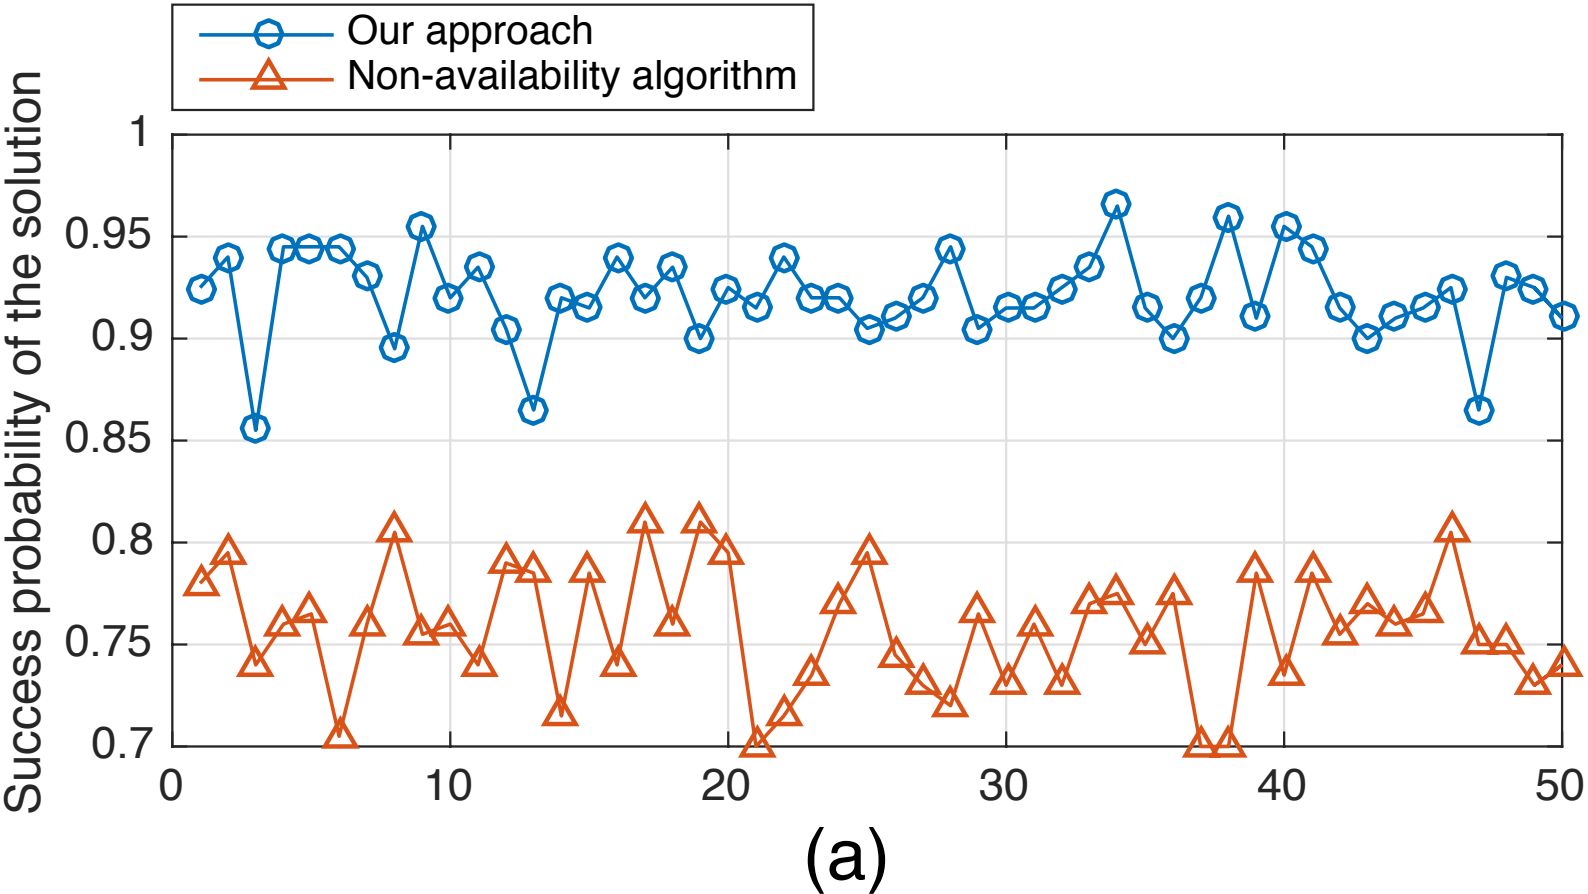 Our approach
Non-availability algorithm
Success probability of the solution
1
0.95
0.9
0.85
0.8
0.75
0.7
0 10 20 30 40 50
(a)